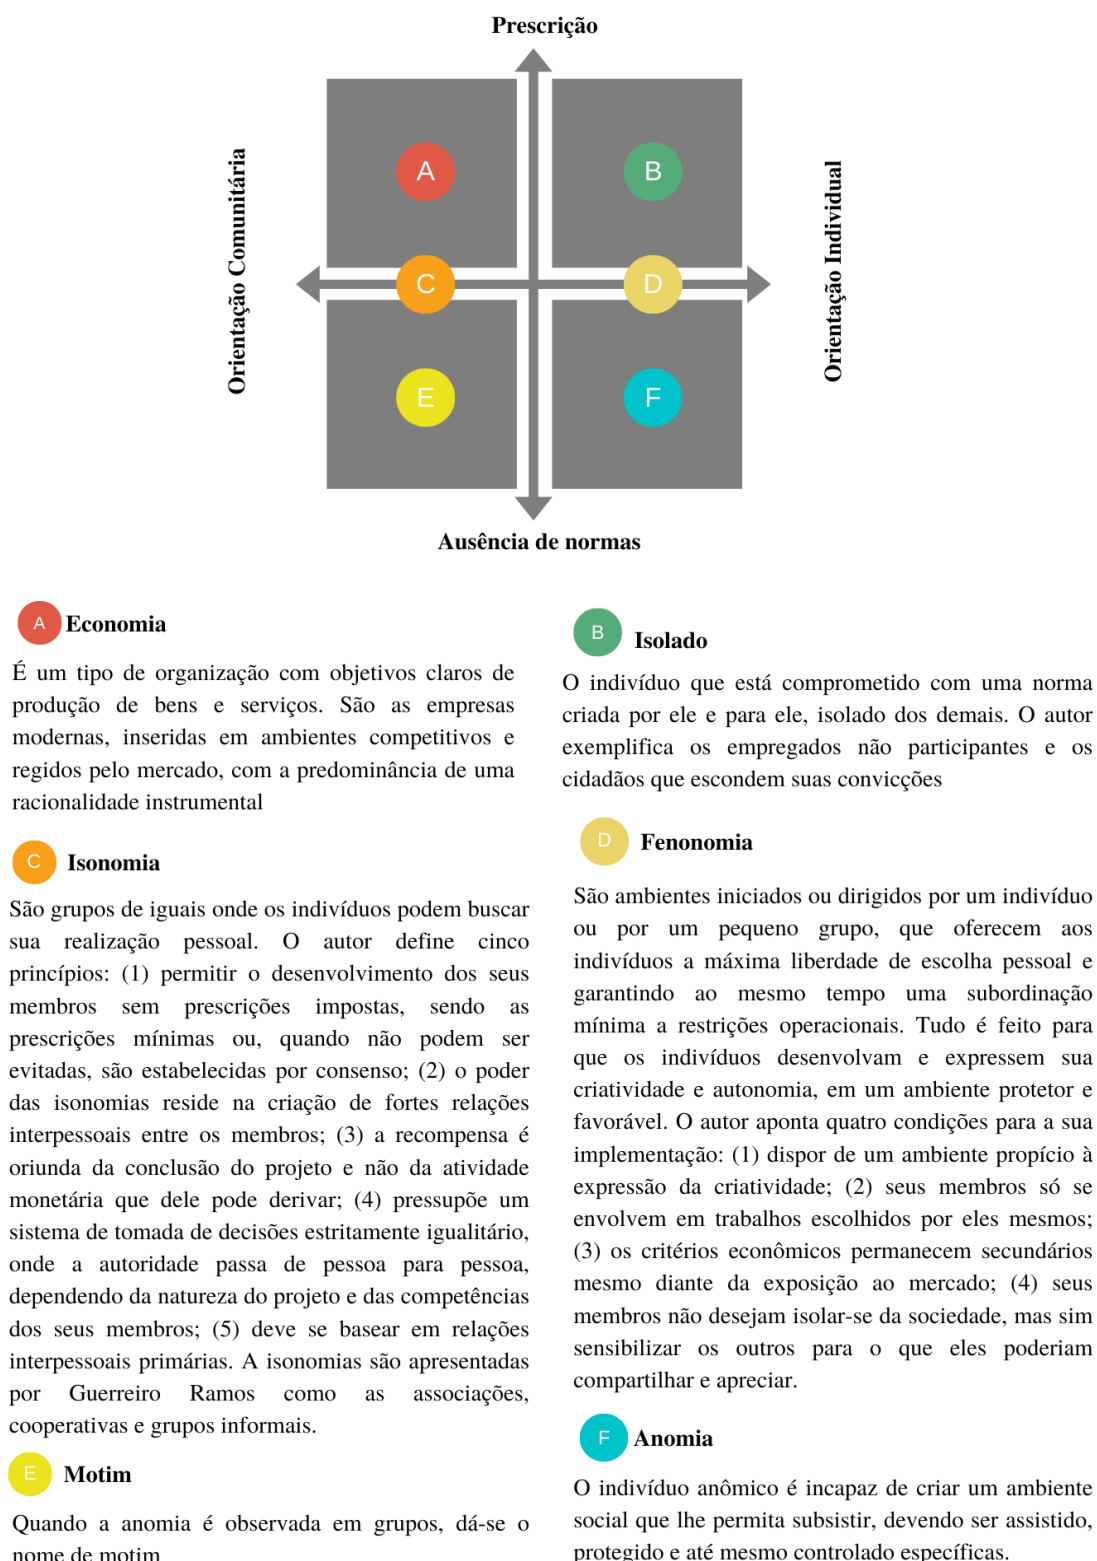 Prescrição
Orientação Comunitária
A
B
C
D
E
F
Orientação Individual
Ausência de normas
A Economia
É um tipo de organização com objetivos claros de
produção de bens e serviços. São as empresas
modernas, inseridas em ambientes competitivos e
regidos pelo mercado, com a predominância de uma
racionalidade instrumental
B Isolado
O indivíduo que está comprometido com uma norma
criada por ele e para ele, isolado dos demais. O autor
exemplifica os empregados não participantes e os
cidadãos que escondem suas convicções
C Isonomia
São grupos de iguais onde os indivíduos podem buscar
sua realização pessoal. O autor define cinco
princípios: (1) permitir o desenvolvimento dos seus
membros sem prescrições impostas, sendo as
prescrições mínimas ou, quando não podem ser
evitadas, são estabelecidas por consenso; (2) o poder
das isonomias reside na criação de fortes relações
interpessoais entre os membros; (3) a recompensa é
oriunda da conclusão do projeto e não da atividade
monetária que dele pode derivar; (4) pressupõe um
sistema de tomada de decisões estritamente igualitário,
onde a autoridade passa de pessoa para pessoa,
dependendo da natureza do projeto e das competências
dos seus membros; (5) deve se basear em relações
interpessoais primárias. A isonomias são apresentadas
por Guerreiro Ramos como as associações,
cooperativas e grupos informais.
D Fenonomia
São ambientes iniciados ou dirigidos por um indivíduo
ou por um pequeno grupo, que oferecem aos
indivíduos a máxima liberdade de escolha pessoal e
garantindo ao mesmo tempo uma subordinação
mínima a restrições operacionais. Tudo é feito para
que os indivíduos desenvolvam e expressem sua
criatividade e autonomia, em um ambiente protetor e
favorável. O autor aponta quatro condições para a sua
implementação: (1) dispor de um ambiente propício à
expressão da criatividade; (2) seus membros só se
envolvem em trabalhos escolhidos por eles mesmos;
(3) os critérios econômicos permanecem secundários
mesmo diante da exposição ao mercado; (4) seus
membros não desejam isolar-se da sociedade, mas sim
sensibilizar os outros para o que eles poderiam
compartilhar e apreciar.
E Motim
Quando a anomia é observada em grupos, dá-se o
nome de motim
F Anomia
O indivíduo anômico é incapaz de criar um ambiente
social que lhe permita subsistir, devendo ser assistido,
protegido e até mesmo controlado específicas.